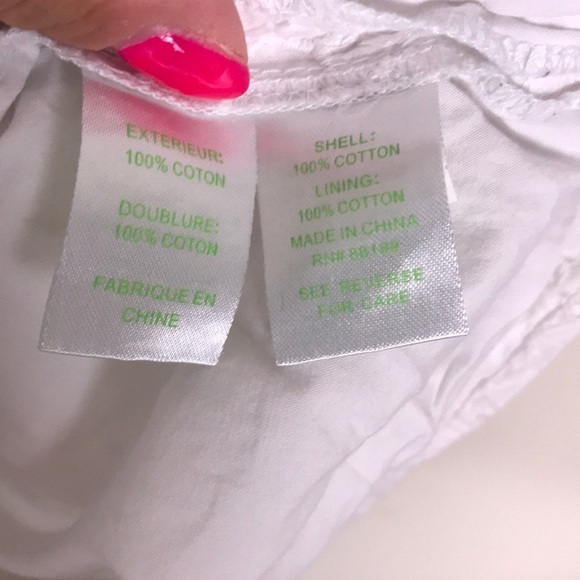 EXTERIEUR:
100% COTON
DOUBLURE:
100% COTON
FABRIQUE EN
CHINE
SHELL:
100% COTTON
LINING:
100% COTTON
MADE IN CHINA
SEE REVERSE
FOR CARE